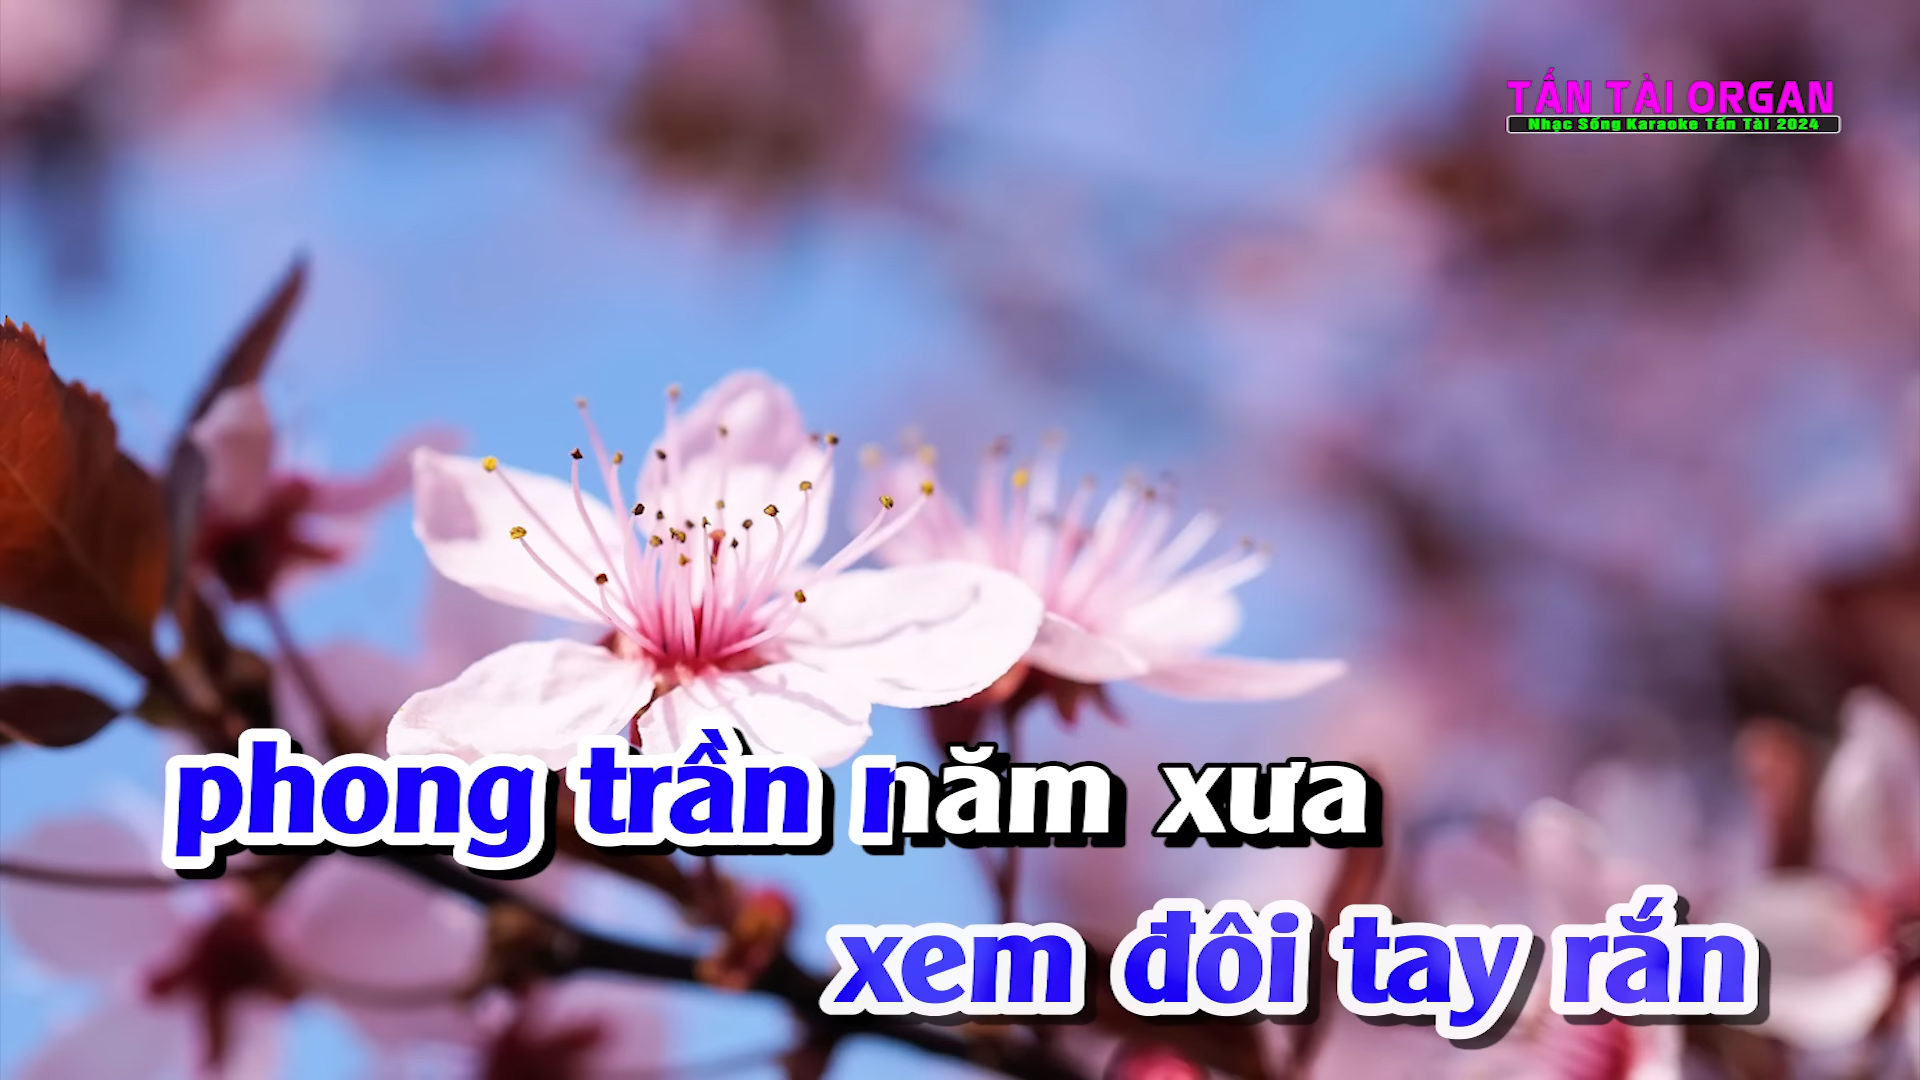 TẤN TÀI ORGAN
Nhạc Sống Karaoke Tấn Tài 2024
phong trần năm xưa
xem đôi tay rắn